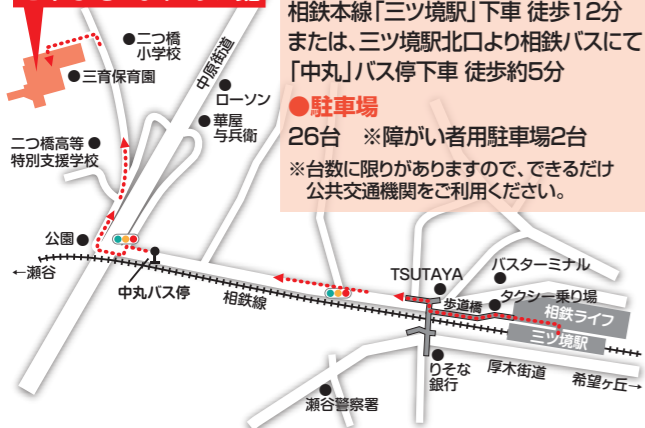 相鉄本線「三ツ境駅」下車 徒歩12分
または、三ツ境駅北口より相鉄バスにて
「中丸」バス停下車 徒歩約5分
●駐車場
26台 ※障がい者用駐車場2台
※台数に限りがありますので、できるだけ
公共交通機関をご利用ください。
二つ橋
小学校
三育保育園
中原街道
ローソン
華屋
与兵衛
二つ橋高等
特別支援学校
公園
←瀬谷
中丸バス停
相鉄線
TSUTAYA
バスターミナル
歩道橋
タクシー乗り場
相鉄ライフ
三ツ境駅
りそな
銀行
厚木街道
希望ヶ丘→
瀬谷警察署